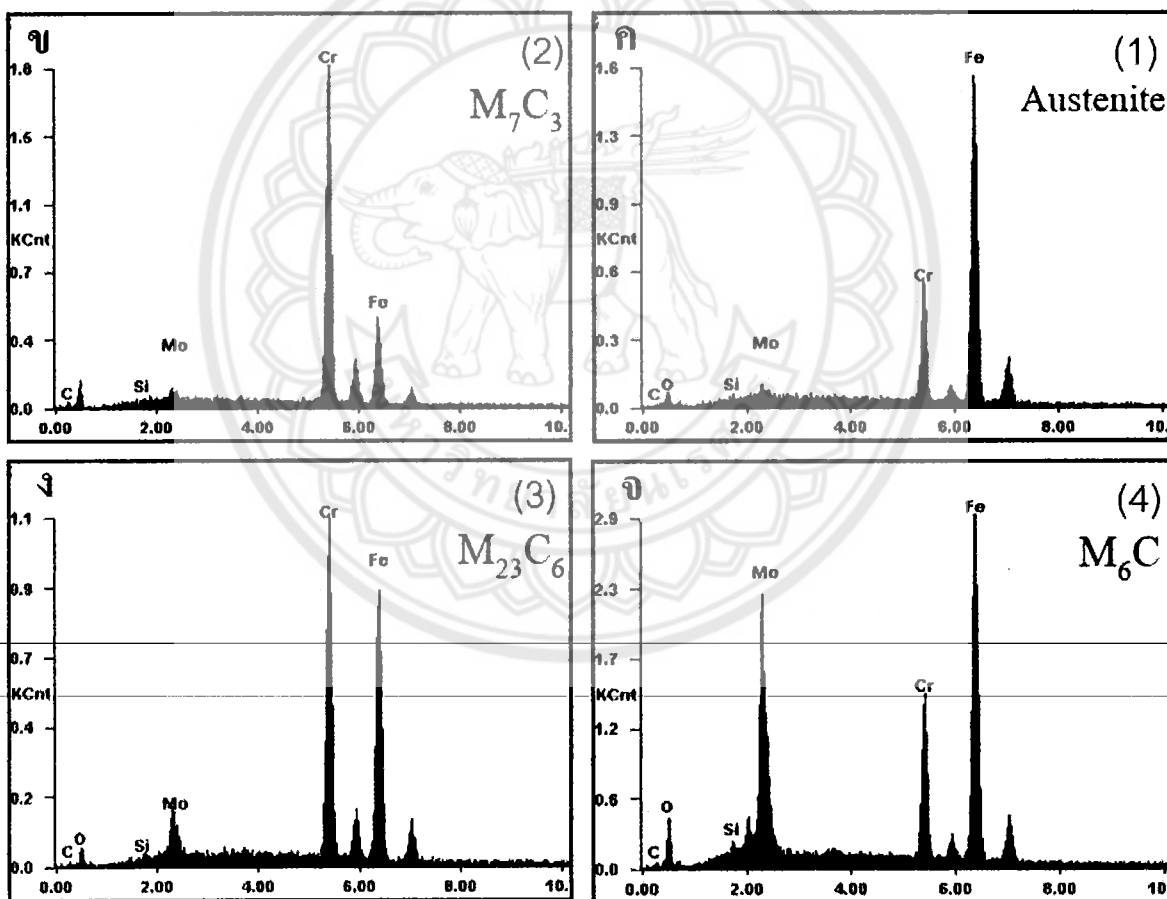 ข
(2)
M₇C₃
Cr
Fe
Mo
Si
C
1.8
1.6
1.1
KCnt
0.7
0.4
0.0
0.00 2.00 4.00 6.00 8.00 10.
ค
(1)
Austenite
Fe
Cr
Mo
Si
O
C
1.6
1.3
0.9
KCnt
0.6
0.3
0.0
0.00 2.00 4.00 6.00 8.00 10.
ง
(3)
M₂₃C₆
Cr
Fe
Mo
Si
O
C
1.1
0.9
0.7
KCnt
0.4
0.2
0.0
0.00 2.00 4.00 6.00 8.00 10.
จ
(4)
M₆C
Fe
Mo
Cr
O
Si
C
2.9
2.3
1.7
KCnt
1.2
0.6
0.0
0.00 2.00 4.00 6.00 8.00 10.